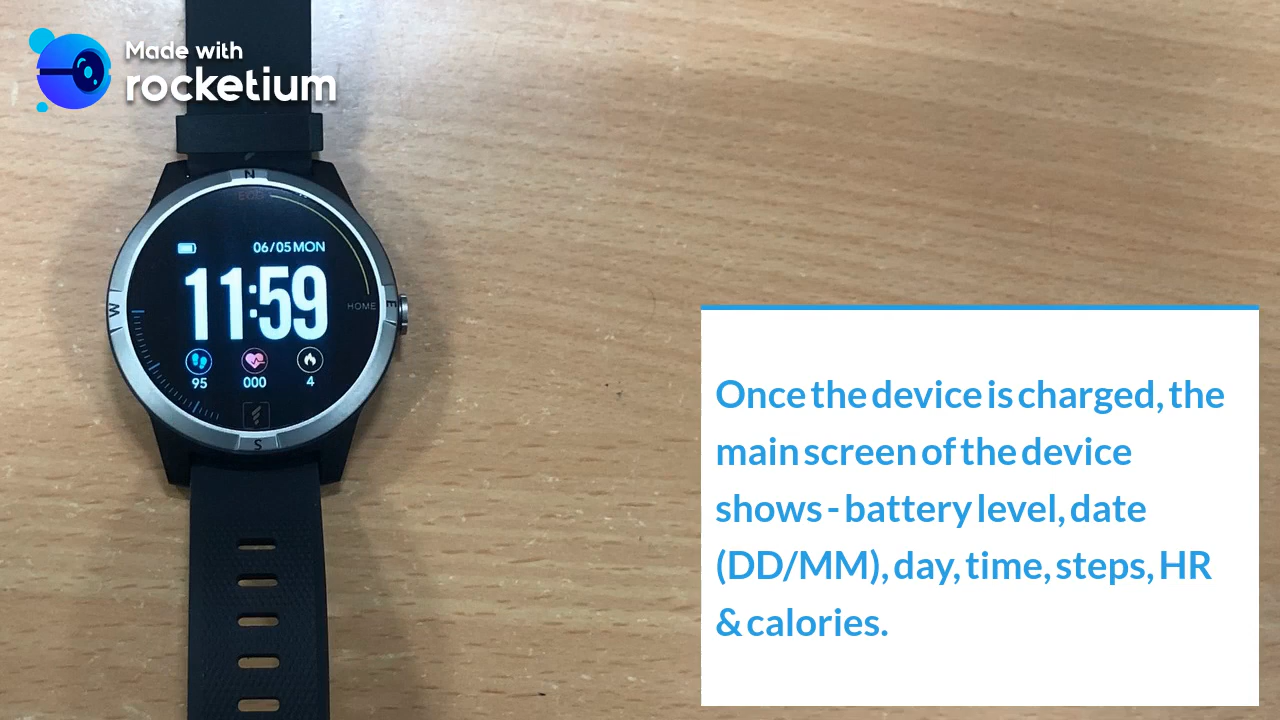 Made with
rocketium
N
ECG
06/05 MON
11:59
HOME
W
E
95 000 4
S
Once the device is charged, the
main screen of the device
shows - battery level, date
(DD/MM), day, time, steps, HR
& calories.